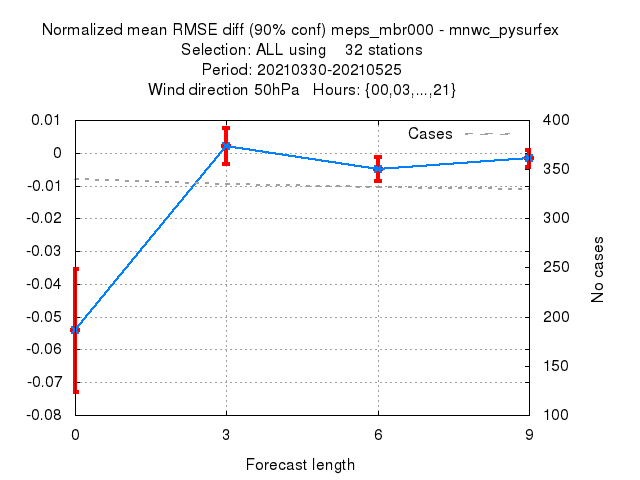 Normalized mean RMSE diff (90% conf) meps_mbr000 - mnwc_pysurfex
Selection: ALL using 32 stations
Period: 20210330-20210525
Wind direction 50hPa Hours: {00,03,...,21}
0.01
0
-0.01
-0.02
-0.03
-0.04
-0.05
-0.06
-0.07
-0.08
Cases
400
350
300
250
200
150
100
No cases
0 3 6 9
Forecast length